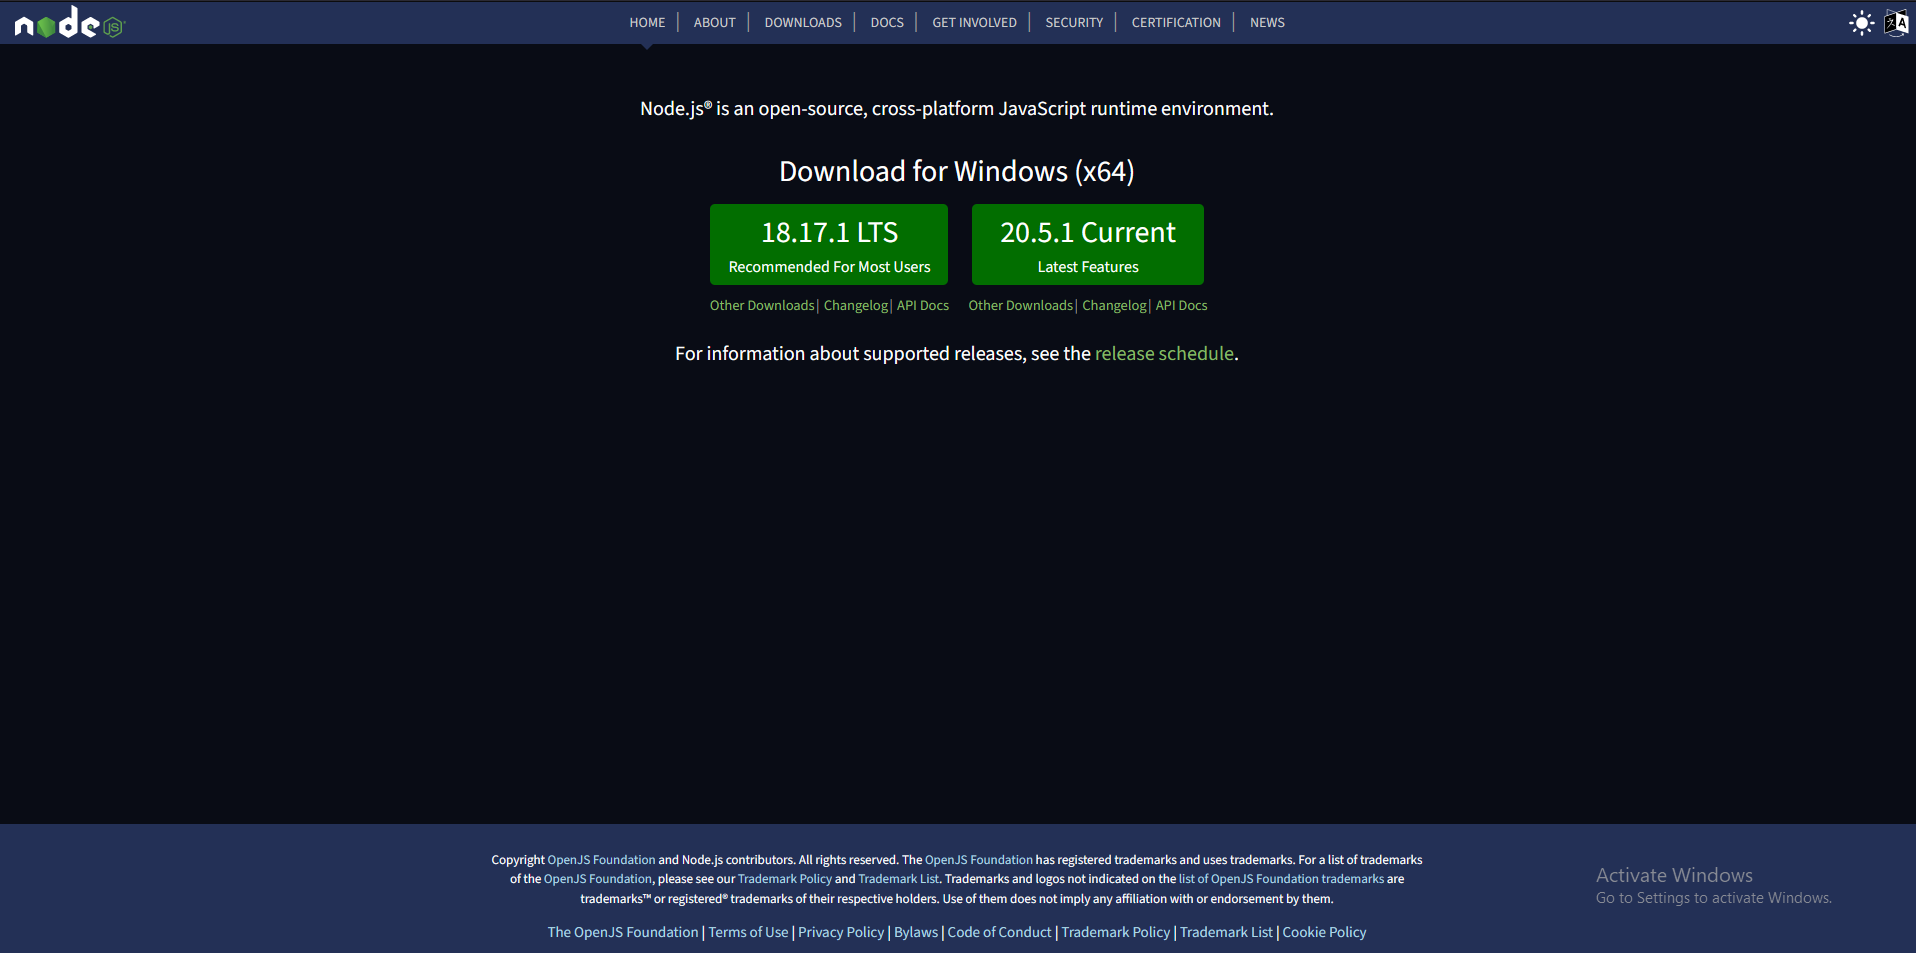 node JS
HOME | ABOUT | DOWNLOADS | DOCS | GET INVOLVED | SECURITY | CERTIFICATION | NEWS
Node.js® is an open-source, cross-platform JavaScript runtime environment.
Download for Windows (x64)
18.17.1 LTS
Recommended For Most Users
20.5.1 Current
Latest Features
Other Downloads | Changelog | API Docs
Other Downloads | Changelog | API Docs
For information about supported releases, see the release schedule.
Copyright OpenJS Foundation and Node.js contributors. All rights reserved. The OpenJS Foundation has registered trademarks and uses trademarks. For a list of trademarks
of the OpenJS Foundation, please see our Trademark Policy and Trademark List. Trademarks and logos not indicated on the list of OpenJS Foundation trademarks are
trademarks™ or registered® trademarks of their respective holders. Use of them does not imply any affiliation with or endorsement by them.
The OpenJS Foundation | Terms of Use | Privacy Policy | Bylaws | Code of Conduct | Trademark Policy | Trademark List | Cookie Policy
Activate Windows
Go to Settings to activate Windows.